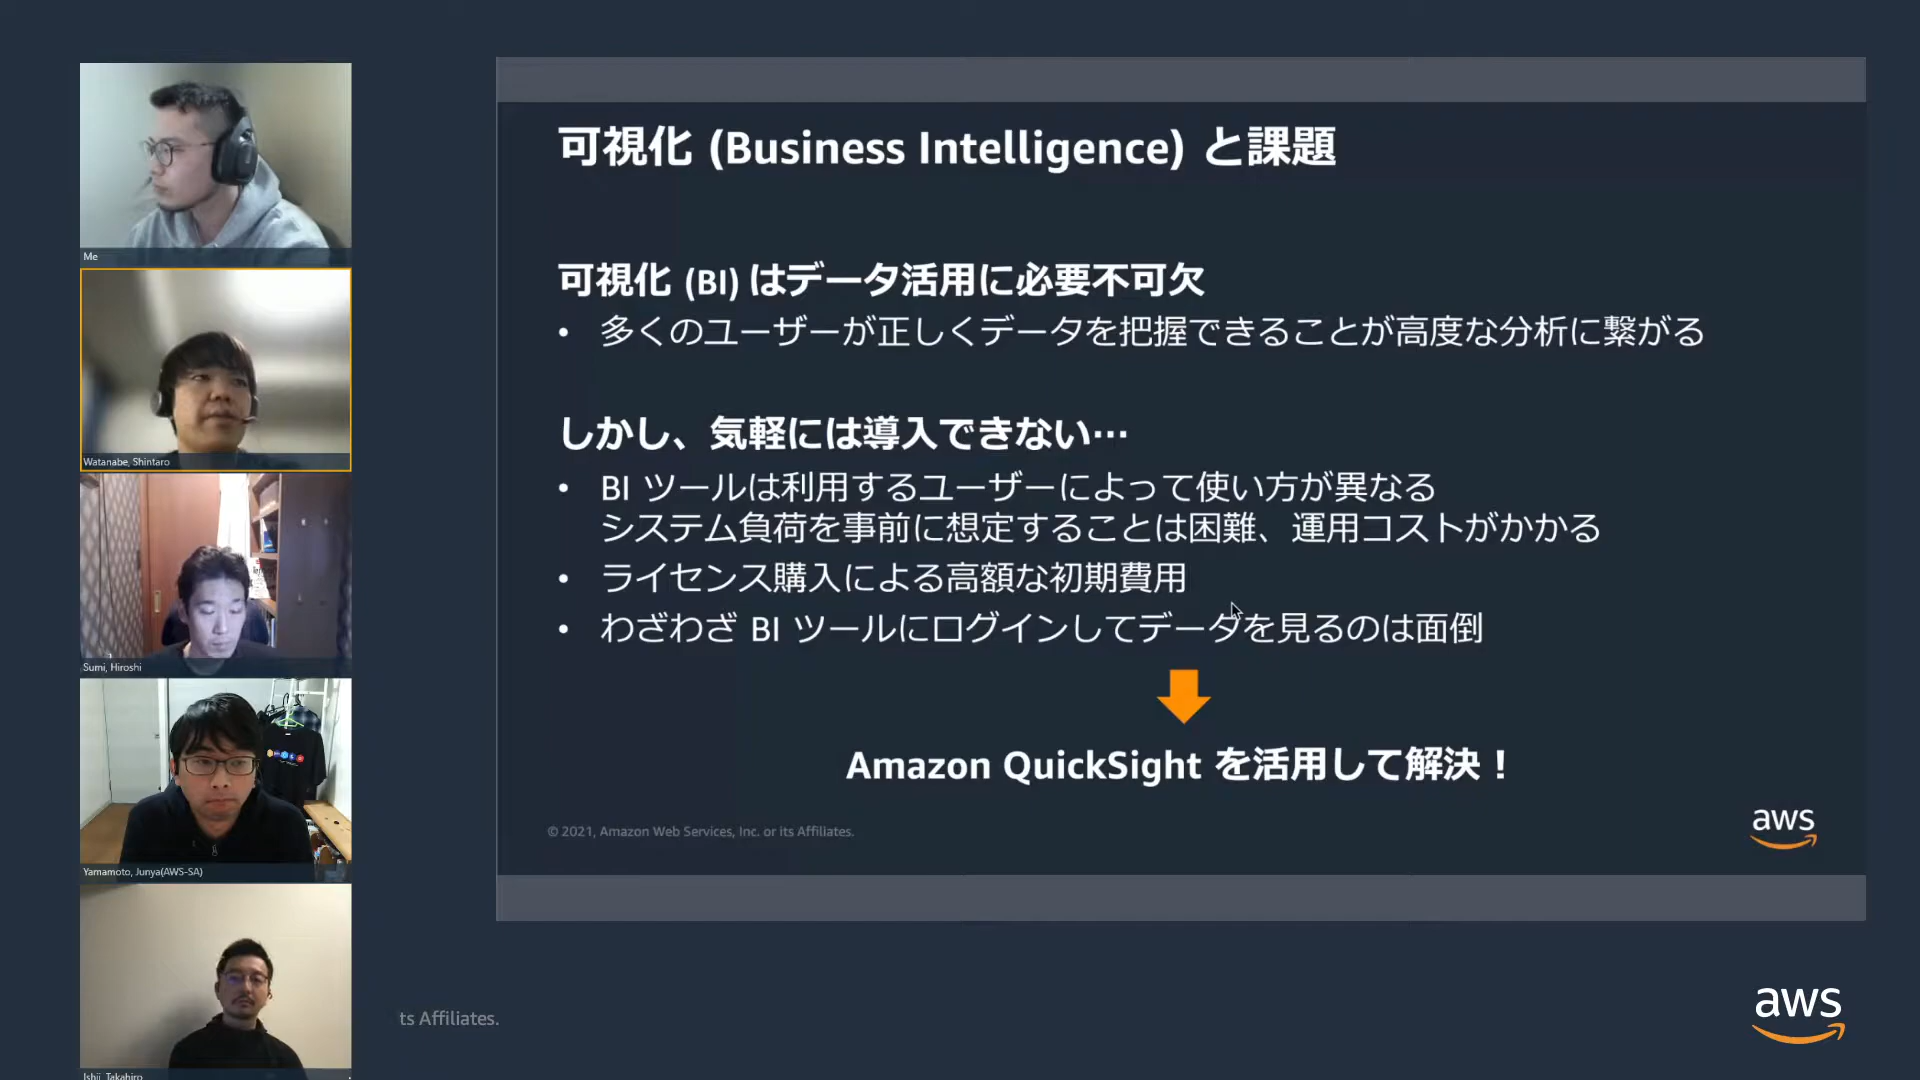 Me
Watanabe, Shintaro
Sumi, Hiroshi
Yamamoto, Junya(AWS-SA)
Ishii, Takahiro
可視化 (Business Intelligence) と課題
可視化 (BI) はデータ活用に必要不可欠
• 多くのユーザーが正しくデータを把握できることが高度な分析に繋がる
しかし、気軽には導入できない…
• BI ツールは利用するユーザーによって使い方が異なる
システム負荷を事前に想定することは困難、運用コストがかかる
• ライセンス購入による高額な初期費用
• わざわざ BI ツールにログインしてデータを見るのは面倒
Amazon QuickSight を活用して解決！
© 2021, Amazon Web Services, Inc. or its Affiliates.
aws
ts Affiliates.
aws